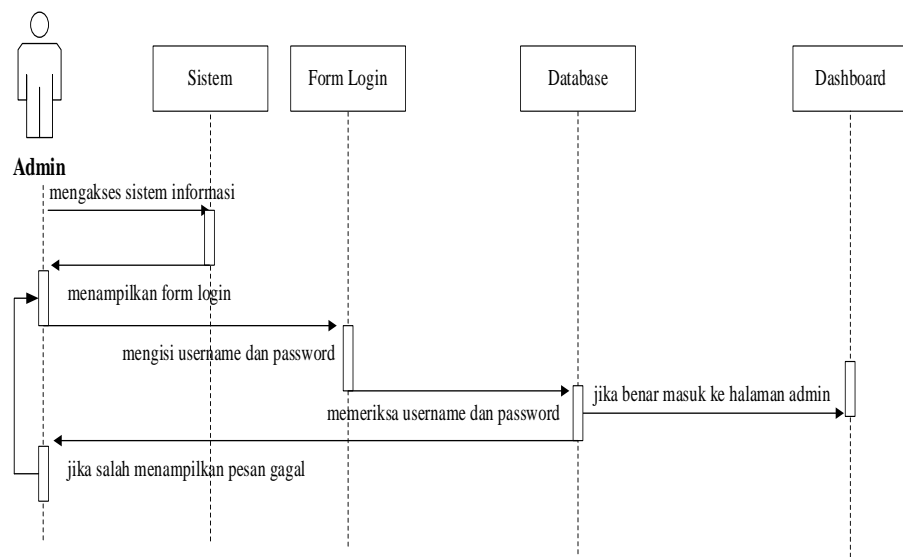 Sistem
Form Login
Database
Dashboard
Admin
mengakses sistem informasi
menampilkan form login
mengisi username dan password
memeriksa username dan password
jika benar masuk ke halaman admin
jika salah menampilkan pesan gagal